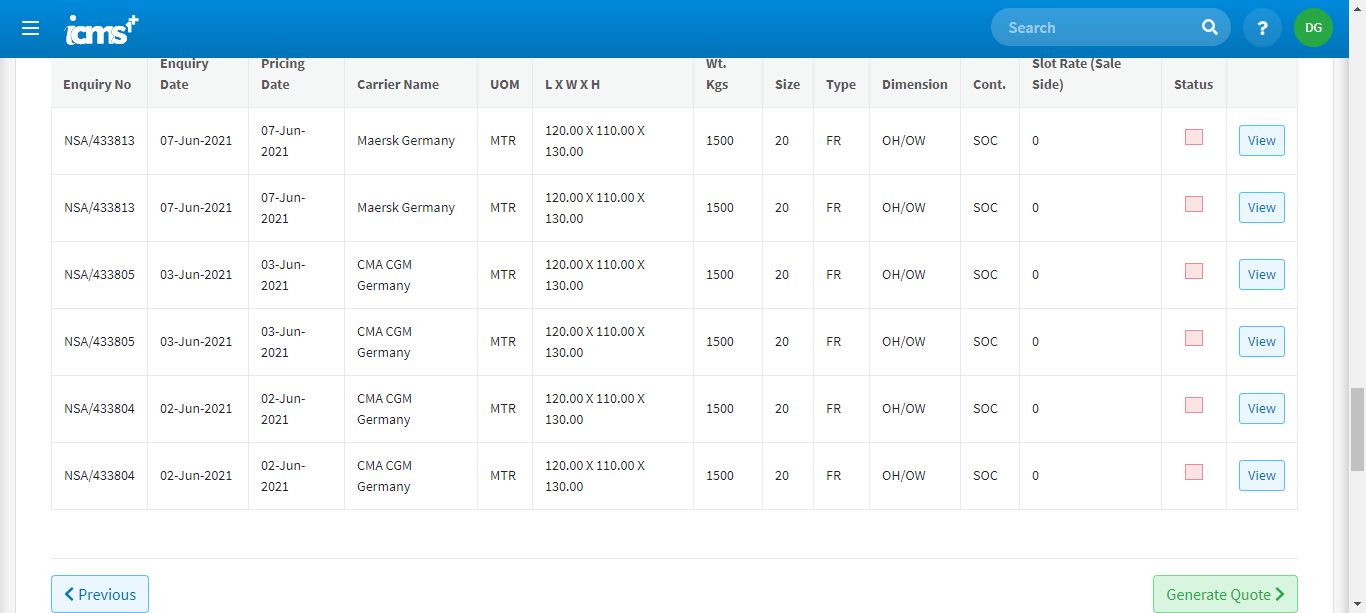 icms+
Search
?
DG
Enquiry No
Enquiry
Date
Pricing
Date
Carrier Name
UOM
L X W X H
Wt.
Kgs
Size
Type
Dimension
Cont.
Slot Rate (Sale
Side)
Status
NSA/433813
07-Jun-2021
07-Jun-
2021
Maersk Germany
MTR
120.00 X 110.00 X
130.00
1500
20
FR
OH/OW
SOC
0
View
NSA/433813
07-Jun-2021
07-Jun-
2021
Maersk Germany
MTR
120.00 X 110.00 X
130.00
1500
20
FR
OH/OW
SOC
0
View
NSA/433805
03-Jun-2021
03-Jun-
2021
CMA CGM
Germany
MTR
120.00 X 110.00 X
130.00
1500
20
FR
OH/OW
SOC
0
View
NSA/433805
03-Jun-2021
03-Jun-
2021
CMA CGM
Germany
MTR
120.00 X 110.00 X
130.00
1500
20
FR
OH/OW
SOC
0
View
NSA/433804
02-Jun-2021
02-Jun-
2021
CMA CGM
Germany
MTR
120.00 X 110.00 X
130.00
1500
20
FR
OH/OW
SOC
0
View
NSA/433804
02-Jun-2021
02-Jun-
2021
CMA CGM
Germany
MTR
120.00 X 110.00 X
130.00
1500
20
FR
OH/OW
SOC
0
View
Previous
Generate Quote